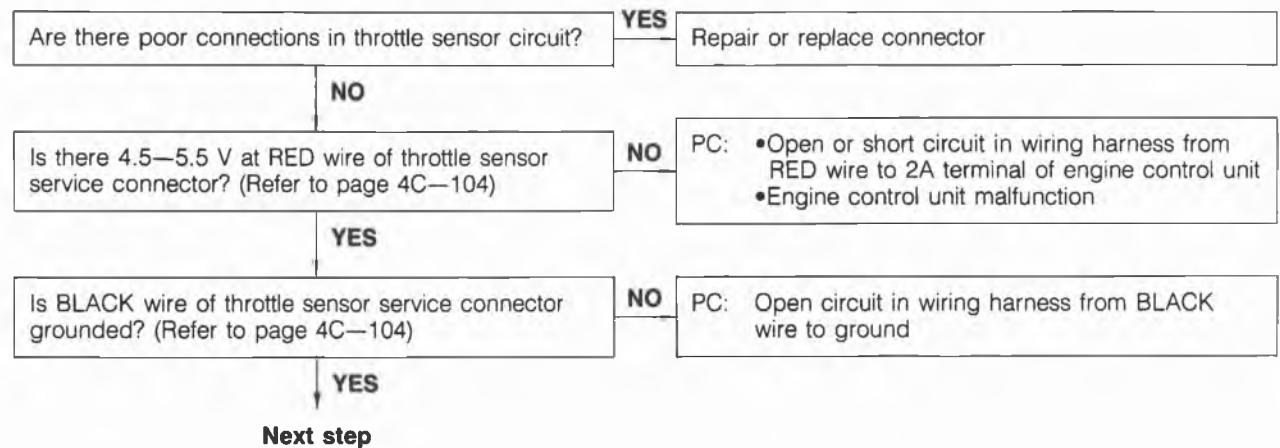 Are there poor connections in throttle sensor circuit?
YES
Repair or replace connector
NO
Is there 4.5—5.5 V at RED wire of throttle sensor
service connector? (Refer to page 4C—104)
NO
PC: •Open or short circuit in wiring harness from
RED wire to 2A terminal of engine control unit
•Engine control unit malfunction
YES
Is BLACK wire of throttle sensor service connector
grounded? (Refer to page 4C—104)
NO
PC: Open circuit in wiring harness from BLACK
wire to ground
YES
Next step